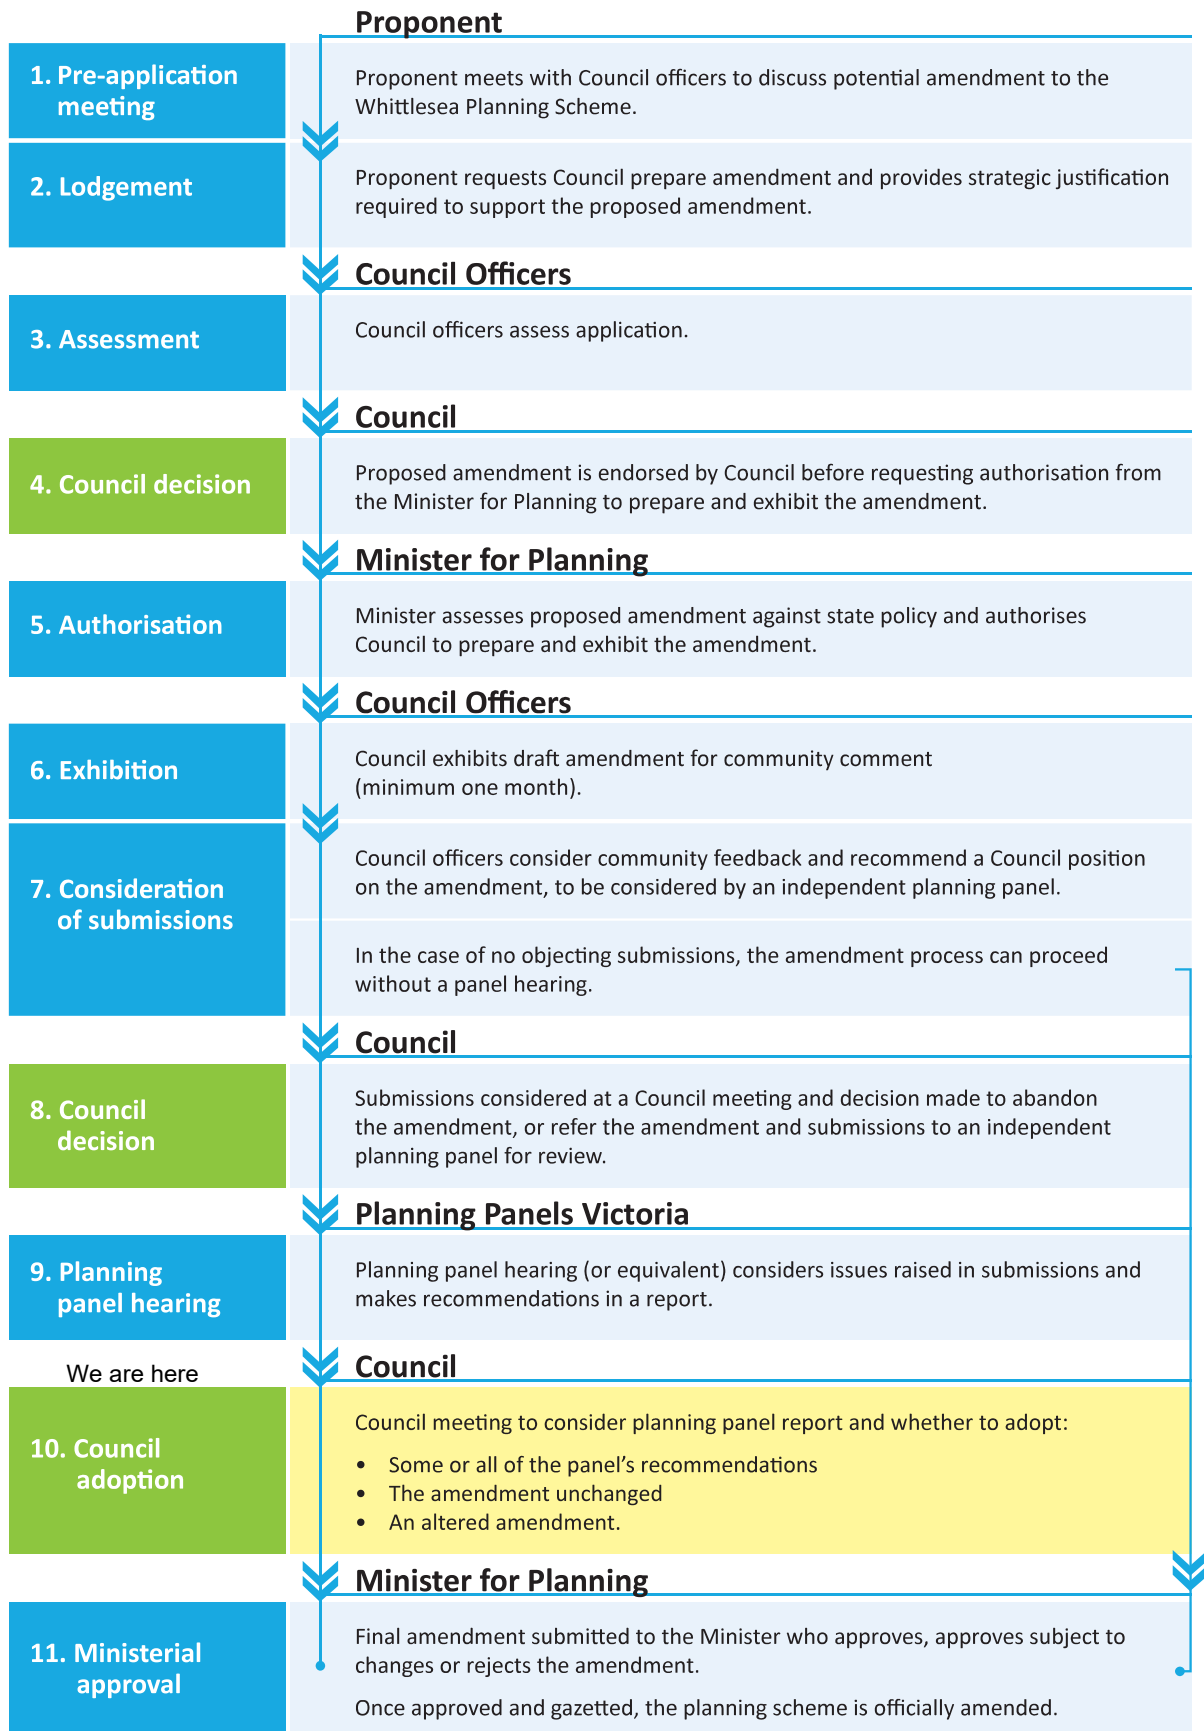 Proponent
1. Pre-application
meeting
Proponent meets with Council officers to discuss potential amendment to the
Whittlesea Planning Scheme.
2. Lodgement
Proponent requests Council prepare amendment and provides strategic justification
required to support the proposed amendment.
Council Officers
3. Assessment
Council officers assess application.
Council
4. Council decision
Proposed amendment is endorsed by Council before requesting authorisation from
the Minister for Planning to prepare and exhibit the amendment.
Minister for Planning
5. Authorisation
Minister assesses proposed amendment against state policy and authorises
Council to prepare and exhibit the amendment.
Council Officers
6. Exhibition
Council exhibits draft amendment for community comment
(minimum one month).
7. Consideration
of submissions
Council officers consider community feedback and recommend a Council position
on the amendment, to be considered by an independent planning panel.
In the case of no objecting submissions, the amendment process can proceed
without a panel hearing.
Council
8. Council
decision
Submissions considered at a Council meeting and decision made to abandon
the amendment, or refer the amendment and submissions to an independent
planning panel for review.
Planning Panels Victoria
9. Planning
panel hearing
Planning panel hearing (or equivalent) considers issues raised in submissions and
makes recommendations in a report.
We are here
Council
10. Council
adoption
Council meeting to consider planning panel report and whether to adopt:
• Some or all of the panel's recommendations
• The amendment unchanged
• An altered amendment.
Minister for Planning
11. Ministerial
approval
Final amendment submitted to the Minister who approves, approves subject to
changes or rejects the amendment.
Once approved and gazetted, the planning scheme is officially amended.